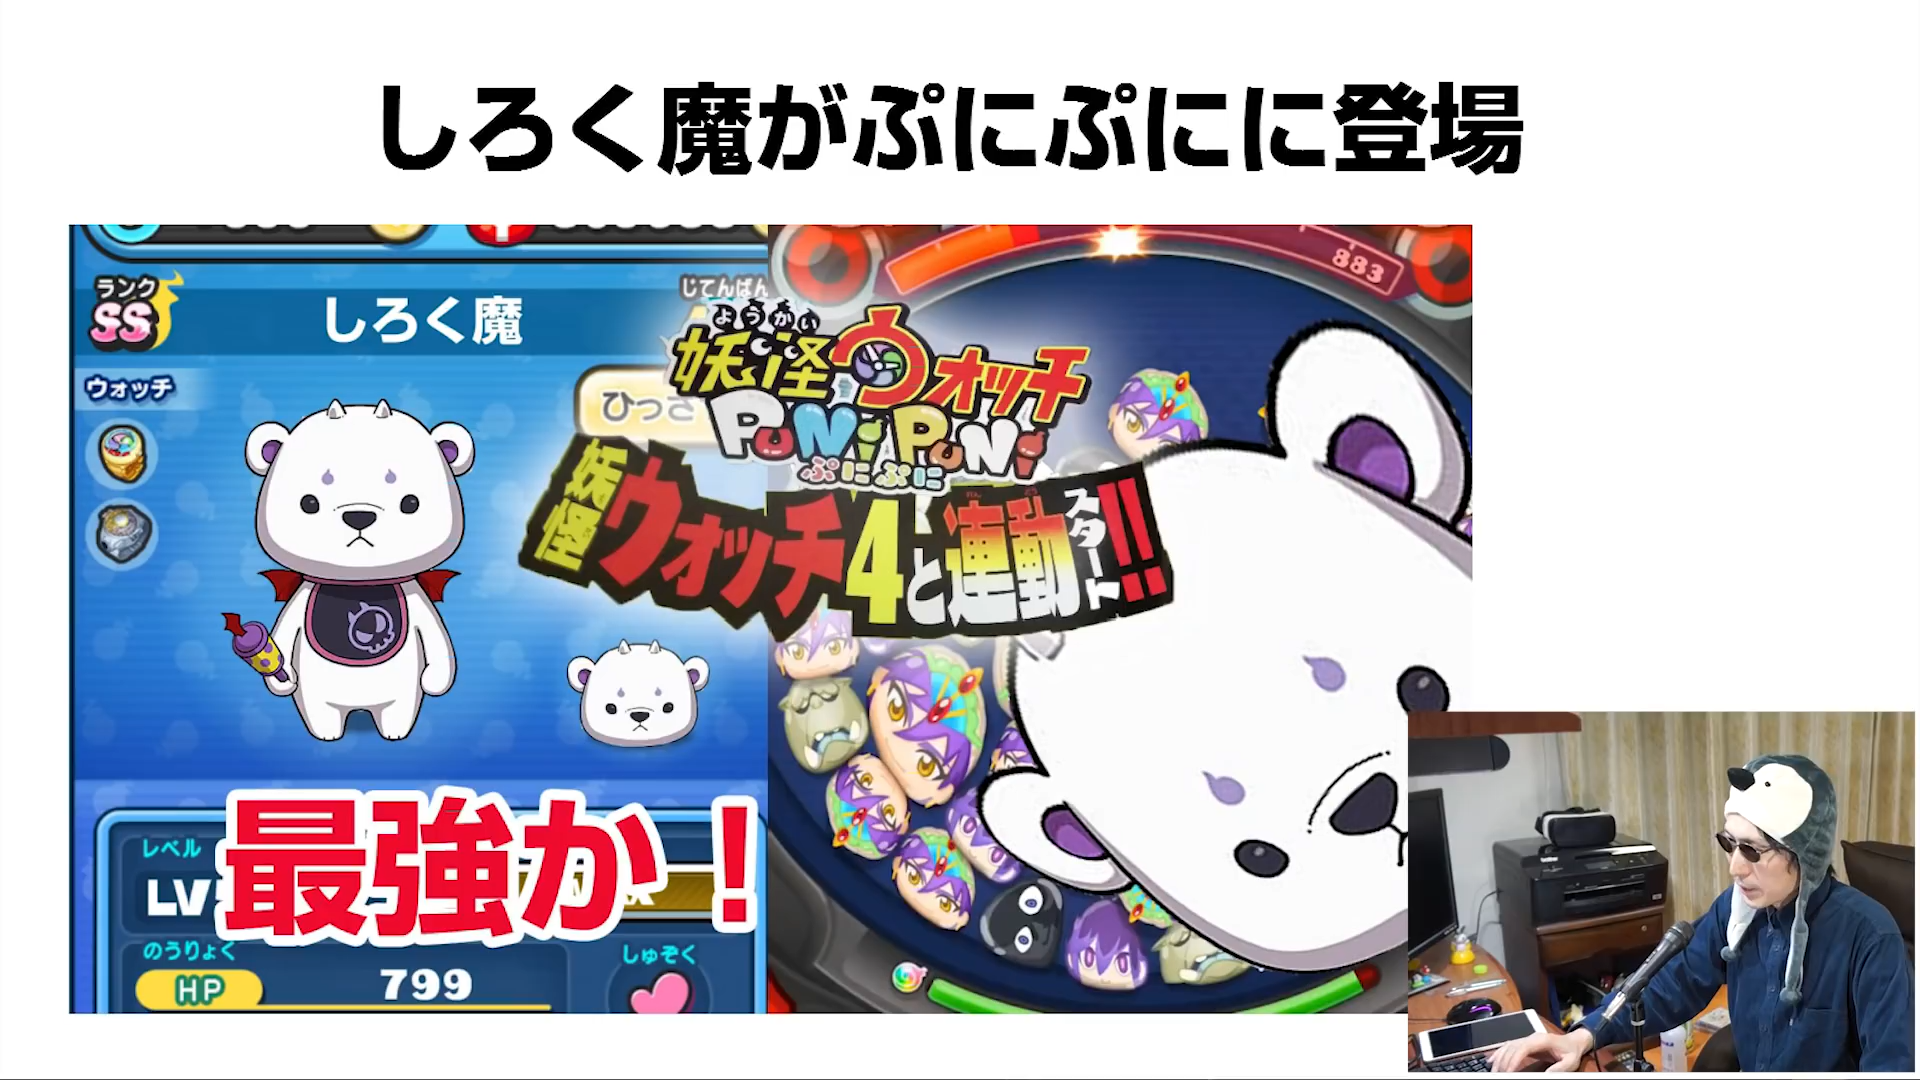 しろく魔がぷにぷにに登場
883
ランク
SS
しろく魔
じてんばん
ウォッチ
ひっさ
ようかい
妖怪ウォッチ
PUNiPUNi
ぷにぷに
妖怪ウォッチ4と連動スタート!!
最強か！
レベル
LV
のうりょく
HP
799
しゅぞく